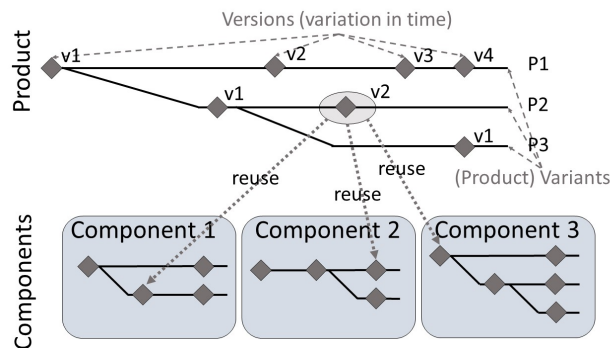 Versions (variation in time)
Product
v1
v2
v3
v4
P1
v1
v2
P2
v1
P3
reuse
reuse
reuse
(Product) Variants
Components
Component 1
Component 2
Component 3